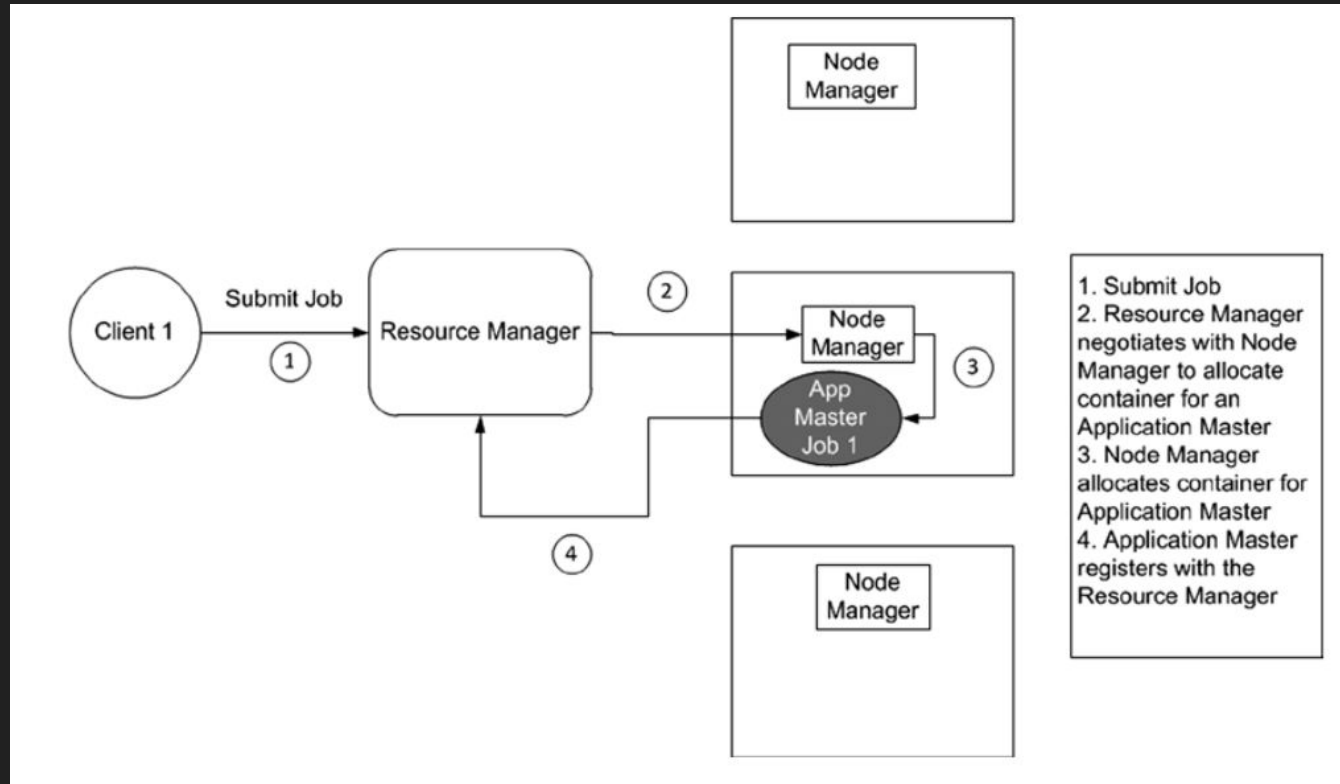 Node
Manager
Client 1
Submit Job
1
Resource Manager
2
Node
Manager
3
App
Master
Job 1
4
Node
Manager
1. Submit Job
2. Resource Manager
negotiates with Node
Manager to allocate
container for an
Application Master
3. Node Manager
allocates container for
Application Master
4. Application Master
registers with the
Resource Manager